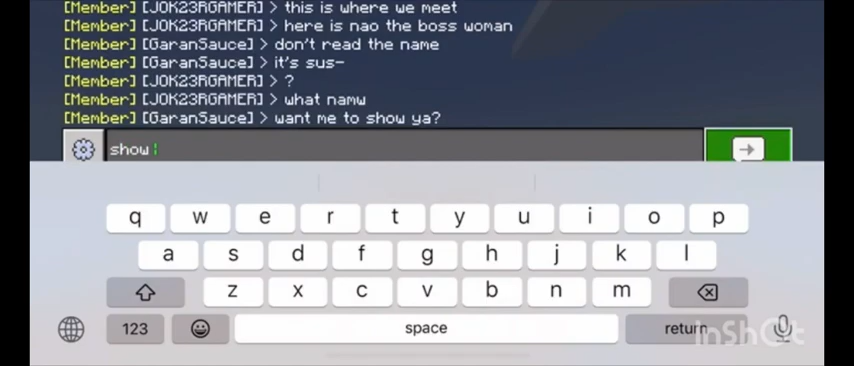 [Member] [JOK23RGAMER] > this is where we meet
[Member] [JOK23RGAMER] > here is nao the boss woman
[Member] [GaranSauce] > don't read the name
[Member] [GaranSauce] > it's sus-
[Member] [JOK23RGAMER] > ?
[Member] [JOK23RGAMER] > what namw
[Member] [GaranSauce] > want me to show ya?
show
q w e r t y u i o p
a s d f g h j k l
z x c v b n m
123 space return
InShOt